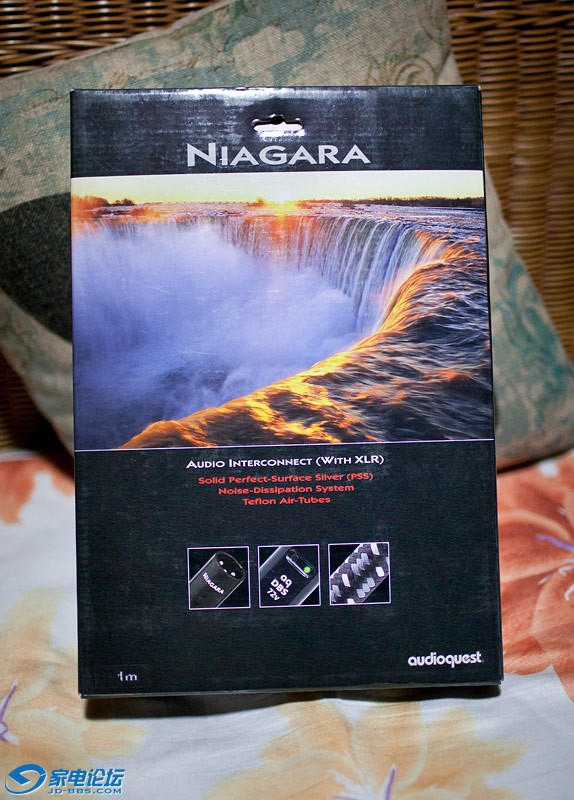 NIAGARA
AUDIO INTERCONNECT (WITH XLR)
Solid Perfect-Surface Silver (PSS)
Noise-Dissipation System
Teflon Air-Tubes
NIAGARA
aq
DBS
72v
audioquest
1m
家电论坛
JD-BBS.COM